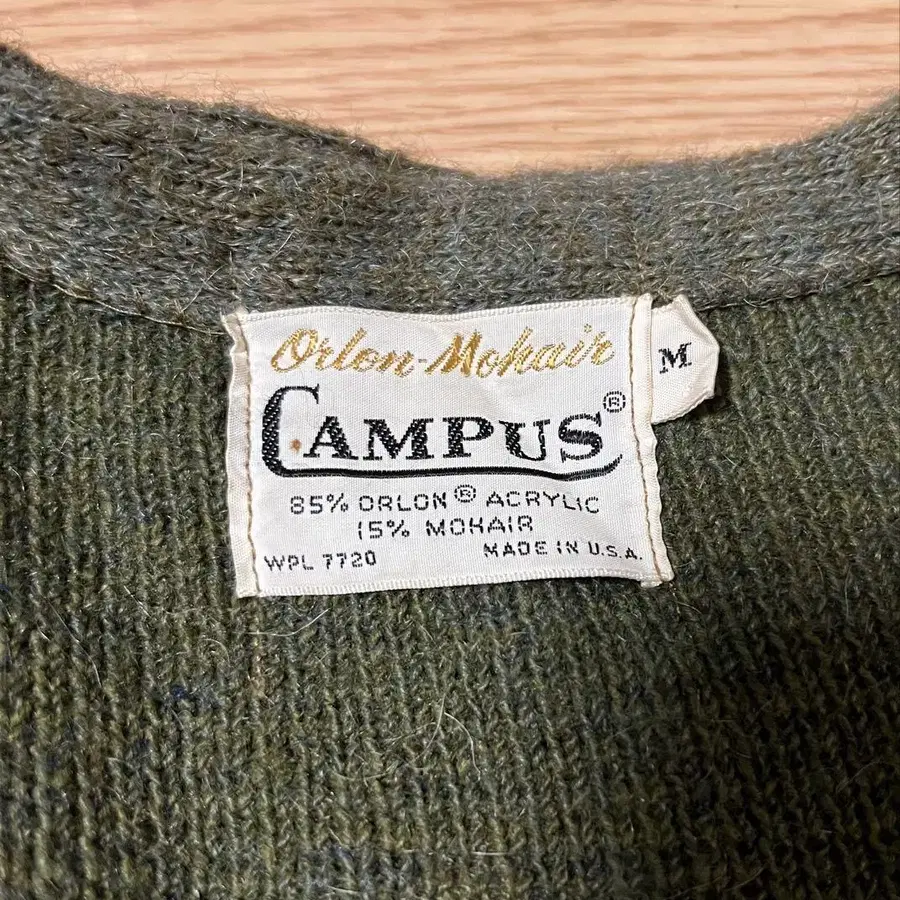 Orlon-Mohair
CAMPUS®
M
85% ORLON® ACRYLIC
15% MOHAIR
WPL 7720 MADE IN U.S.A.